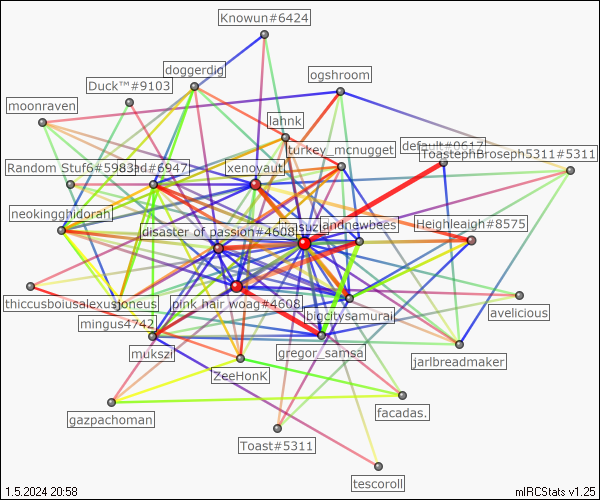 Knowun#6424
doggerdig
ogshroom
Duck™#9103
moonraven
lahnk
default#0617
turkey_mcnugget
ToastephBroseph5311#5311
Random Stuf6#5983
ad#6947
xenoyaut
neokingghidorah
andnewbees
Heighleaigh#8575
disaster of passion#4608
thiccusbonusalexusjoneus
pink hair woag#4608
bigcitysamurai
avelicious
mingus4742
mukszi
gregor_samsa
jarlbreadmaker
ZeeHonK
gazpachoman
facadas.
Toast#5311
tescoroll
1.5.2024 20:58
mIRCStats v1.25